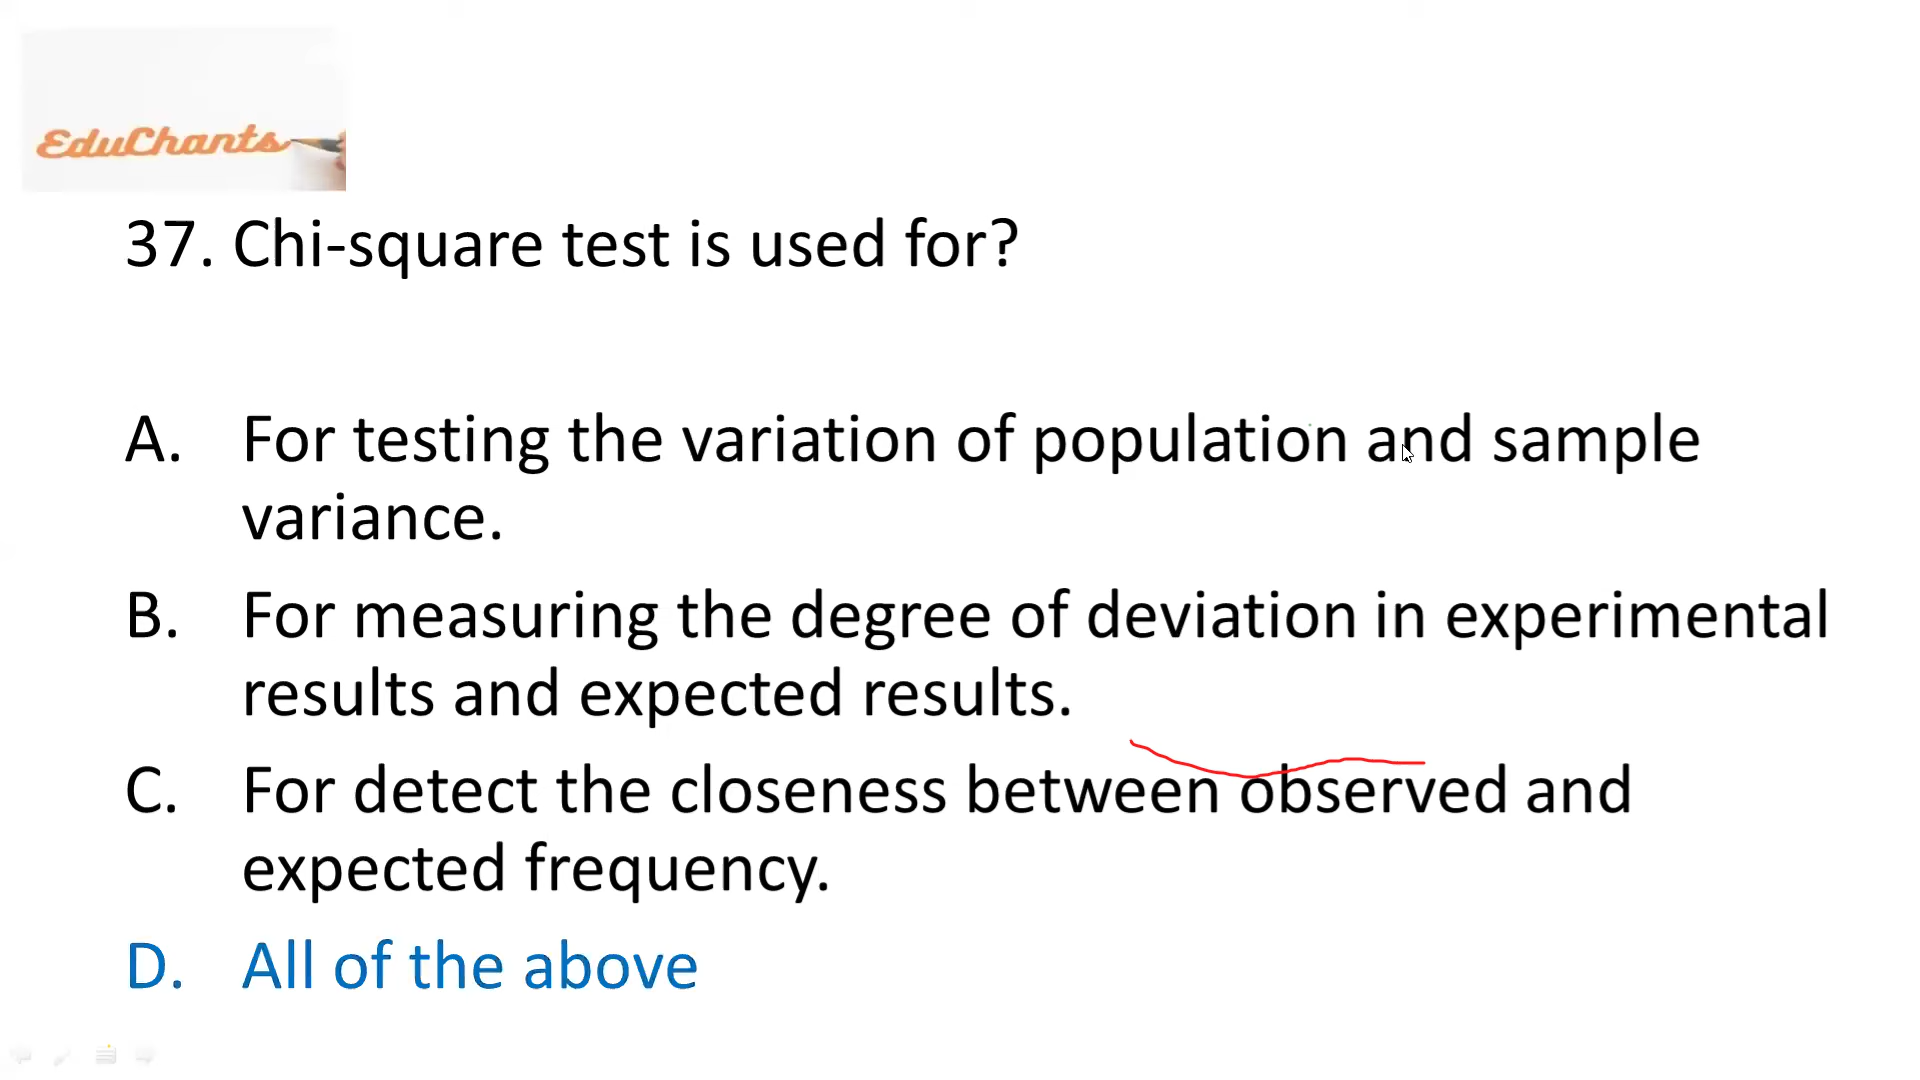 EduChants
37. Chi-square test is used for?
A. For testing the variation of population and sample
variance.
B. For measuring the degree of deviation in experimental
results and expected results.
C. For detect the closeness between observed and
expected frequency.
D. All of the above